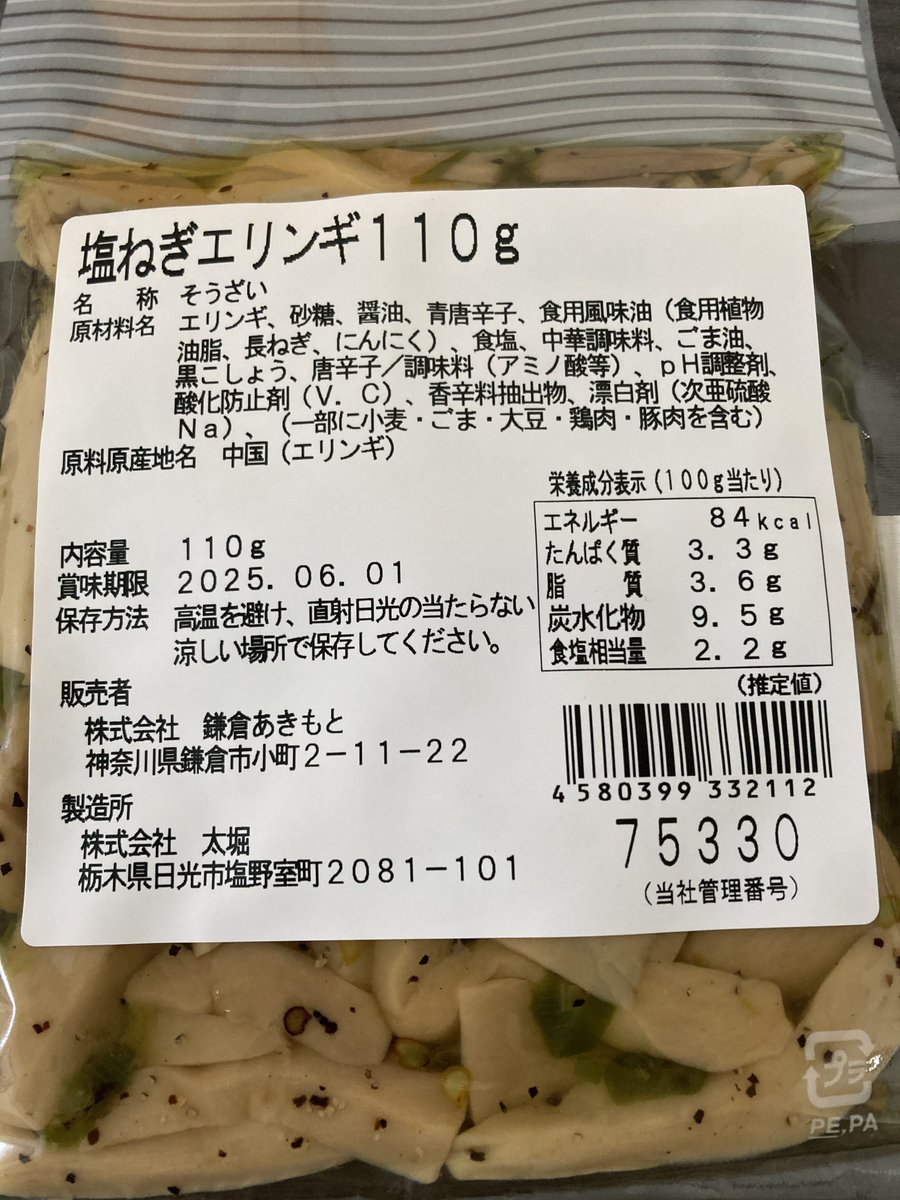 塩ねぎエリンギ110g
名　称 そうざい
原材料名 エリンギ、砂糖、醤油、青唐辛子、食用風味油（食用植物
油脂、長ねぎ、にんにく）、食塩、中華調味料、ごま油、
黒こしょう、唐辛子／調味料（アミノ酸等）、pH調整剤、
酸化防止剤（V．C）、香辛料抽出物、漂白剤（次亜硫酸
Na）、（一部に小麦・ごま・大豆・鶏肉・豚肉を含む）
原料原産地名 中国（エリンギ）
内容量 110g
賞味期限 2025.06.01
保存方法 高温を避け、直射日光の当たらない
涼しい場所で保存してください。
栄養成分表示（100g当たり）
エネルギー 84kcal
たんぱく質 3.3g
脂　質 3.6g
炭水化物 9.5g
食塩相当量 2.2g
（推定値）
販売者
株式会社 鎌倉あきもと
神奈川県鎌倉市小町2－11－22
製造所
株式会社 太堀
栃木県日光市塩野室町2081－101
4 580399 332112
75330
（当社管理番号）
プラ
PE,PA